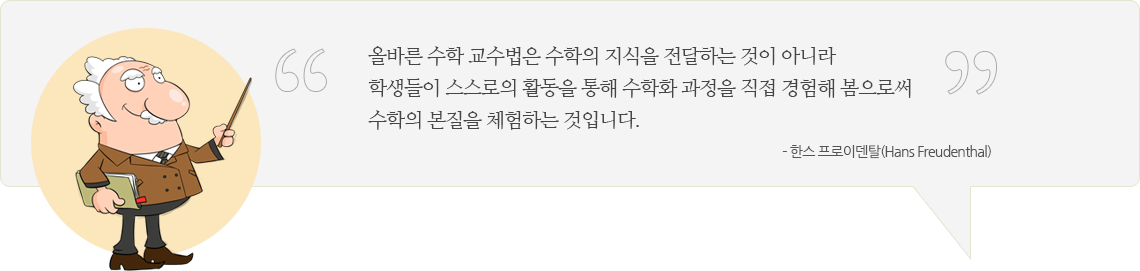 올바른 수학 교수법은 수학의 지식을 전달하는 것이 아니라
학생들이 스스로의 활동을 통해 수학화 과정을 직접 경험해 봄으로써
수학의 본질을 체험하는 것입니다.
- 한스 프로이덴탈(Hans Freudenthal)